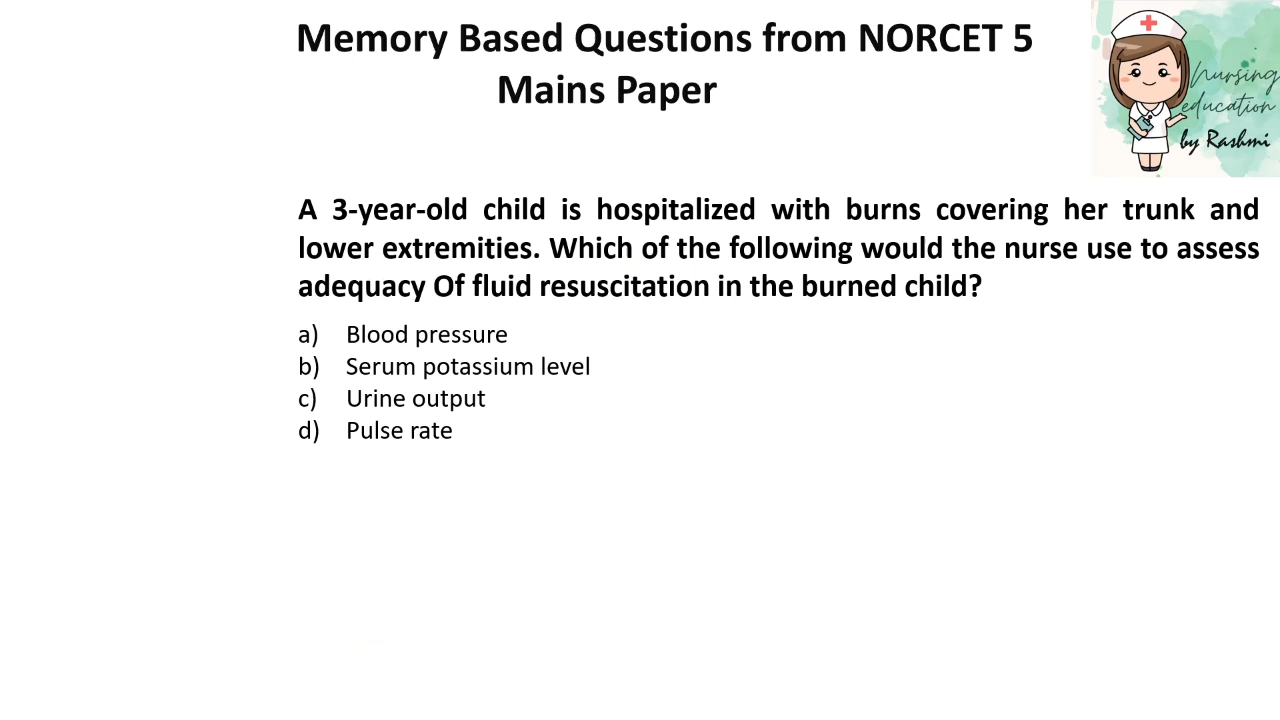 Memory Based Questions from NORCET 5
Mains Paper
Nursing
education
by Rashmi
A 3-year-old child is hospitalized with burns covering her trunk and
lower extremities. Which of the following would the nurse use to assess
adequacy Of fluid resuscitation in the burned child?
a) Blood pressure
b) Serum potassium level
c) Urine output
d) Pulse rate